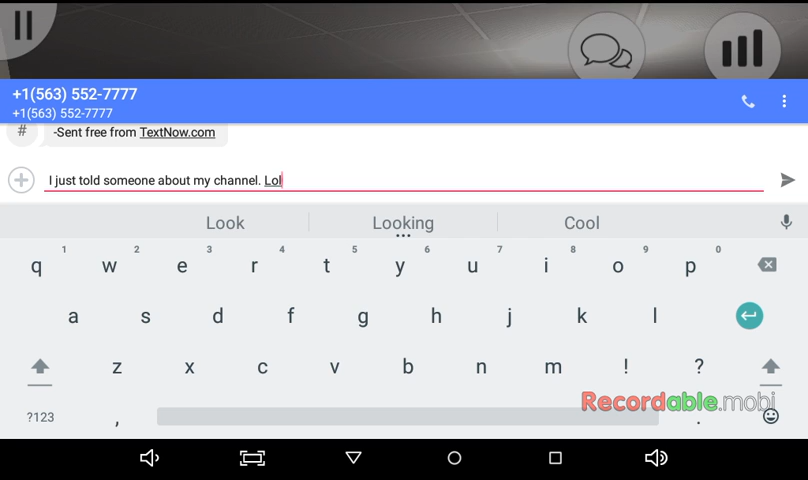 +1(563) 552-7777
+1(563) 552-7777
# -Sent free from TextNow.com
I just told someone about my channel. Lol
Look Looking Cool
1 2 3 4 5 6 7 8 9 0
q w e r t y u i o p
a s d f g h j k l
z x c v b n m ! ?
Recordable.mobi
?123 , .